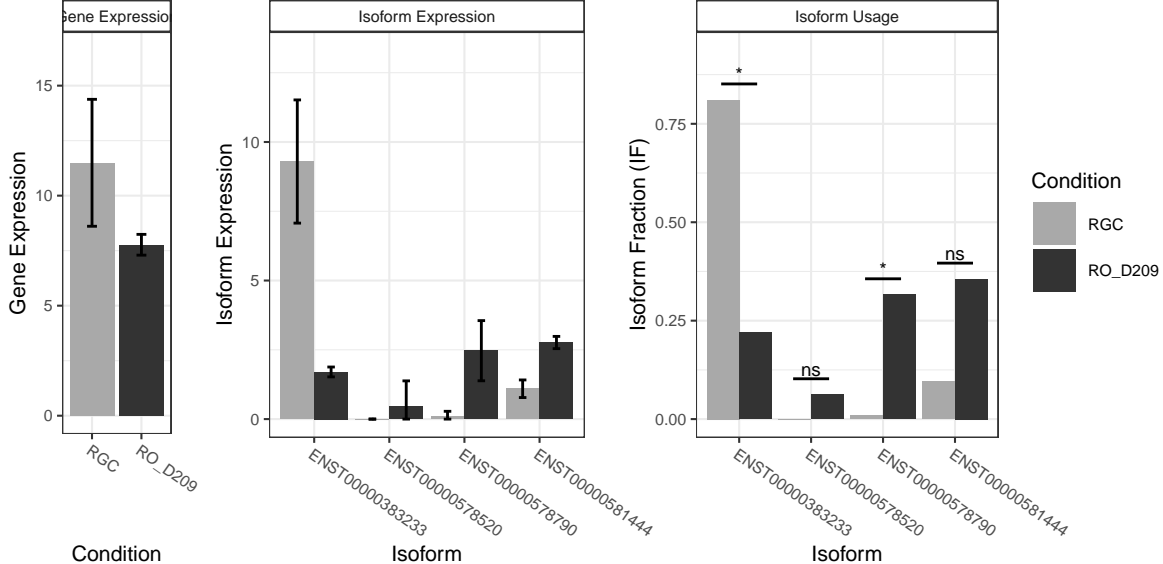 Gene Expression
Isoform Expression
Isoform Usage
Gene Expression
15
10
5
0
RGC
RO_D209
Condition
Isoform Expression
10
5
0
ENST00000383233
ENST00000578520
ENST00000578790
ENST00000581444
Isoform
Isoform Fraction (IF)
0.75
0.50
0.25
0.00
*
ns
*
ns
ENST00000383233
ENST00000578520
ENST00000578790
ENST00000581444
Isoform
Condition
RGC
RO_D209